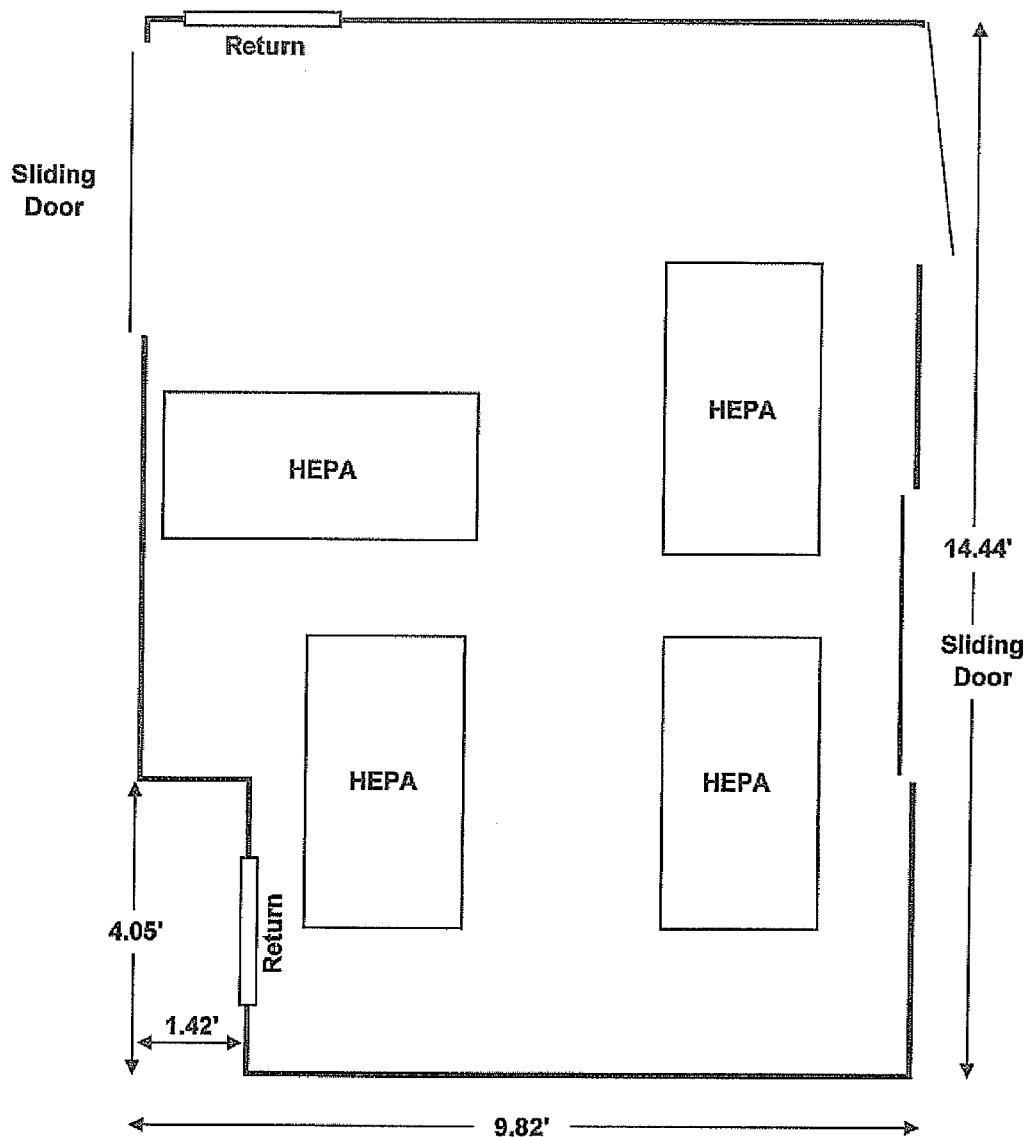 Return
Sliding
Door
HEPA
HEPA
14.44'
Sliding
Door
HEPA
HEPA
4.05'
Return
1.42'
9.82'